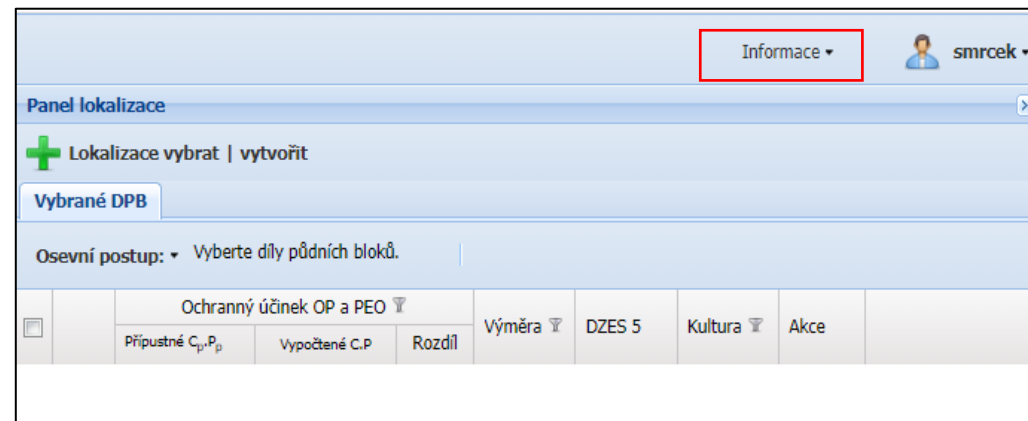 Informace
smrcek
Panel lokalizace
Lokalizace vybrat | vytvořit
Vybrané DPB
Osevní postup: Vyberte díly půdních bloků.
Ochranný účinek OP a PEO
Výměra DZES 5 Kultura Akce
Přípustné Cp.Pp Vypočtené C.P Rozdíl